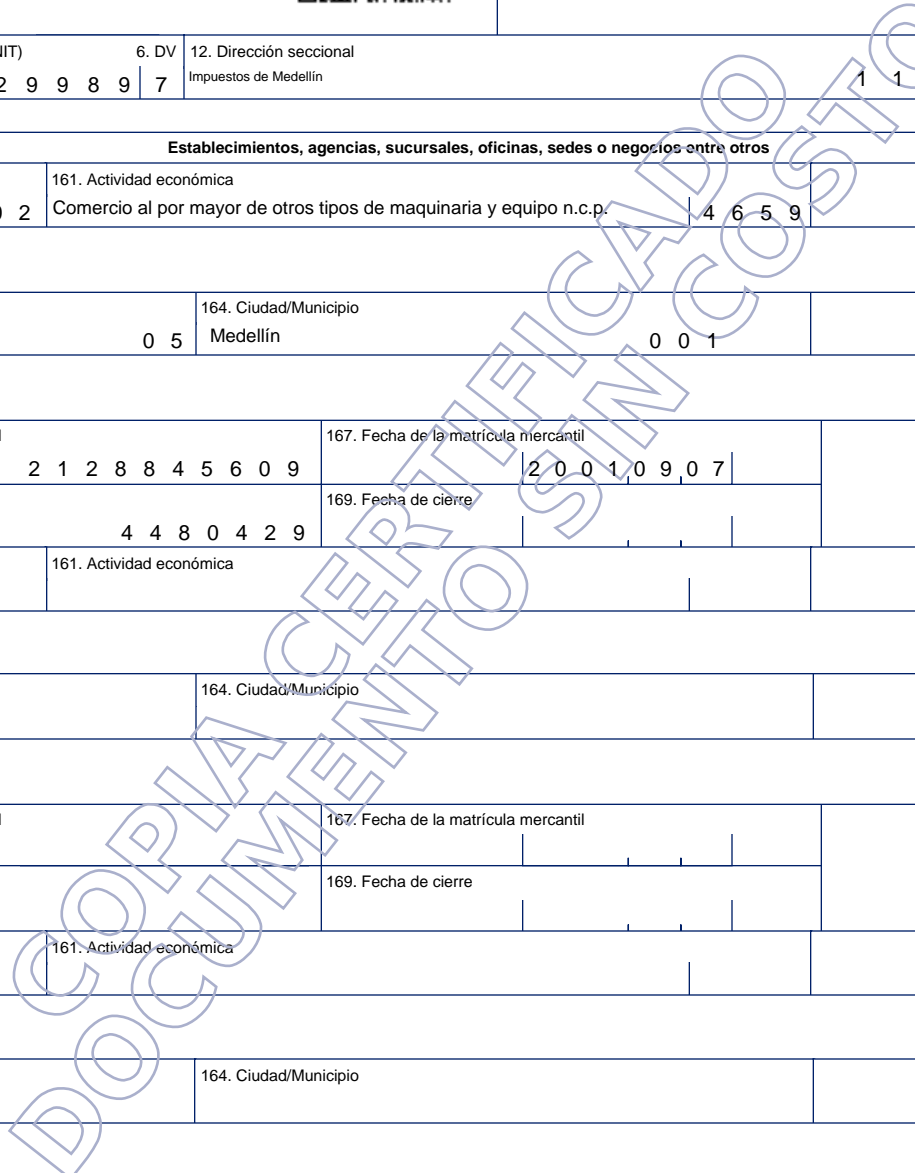 6. DV 12. Dirección seccional
9 9 8 9 7 Impuestos de Medellín 1 1
Establecimientos, agencias, sucursales, oficinas, sedes o negocios entre otros
161. Actividad económica
2 Comercio al por mayor de otros tipos de maquinaria y equipo n.c.p. 4 6 5 9
164. Ciudad/Municipio
0 5 Medellín 0 0 1
167. Fecha de la matrícula mercantil
2 1 2 8 8 4 5 6 0 9 2 0 0 1 0 9 0 7
169. Fecha de cierre
4 4 8 0 4 2 9
161. Actividad económica
164. Ciudad/Municipio
167. Fecha de la matrícula mercantil
169. Fecha de cierre
161. Actividad económica
164. Ciudad/Municipio
COPIA CERTIFICADO
DOCUMENTO SIN COSTO